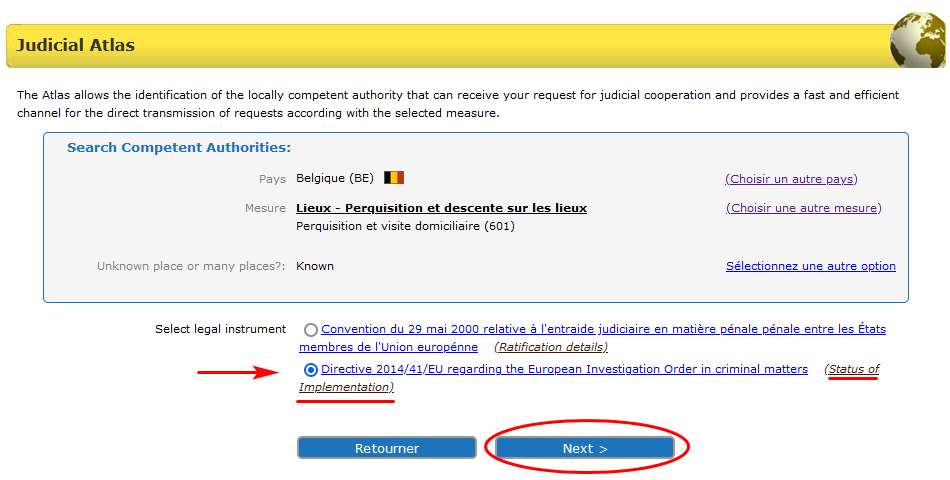 Judicial Atlas
The Atlas allows the identification of the locally competent authority that can receive your request for judicial cooperation and provides a fast and efficient
channel for the direct transmission of requests according with the selected measure.
Search Competent Authorities:
Pays Belgique (BE) (Choisir un autre pays)
Mesure Lieux - Perquisition et descente sur les lieux (Choisir une autre mesure)
Perquisition et visite domiciliaire (601)
Unknown place or many places?: Known Sélectionnez une autre option
Select legal instrument Convention du 29 mai 2000 relative à l'entraide judiciaire en matière pénale pénale entre les États
membres de l'Union europénne (Ratification details)
Directive 2014/41/EU regarding the European Investigation Order in criminal matters (Status of
Implementation)
Retourner Next >